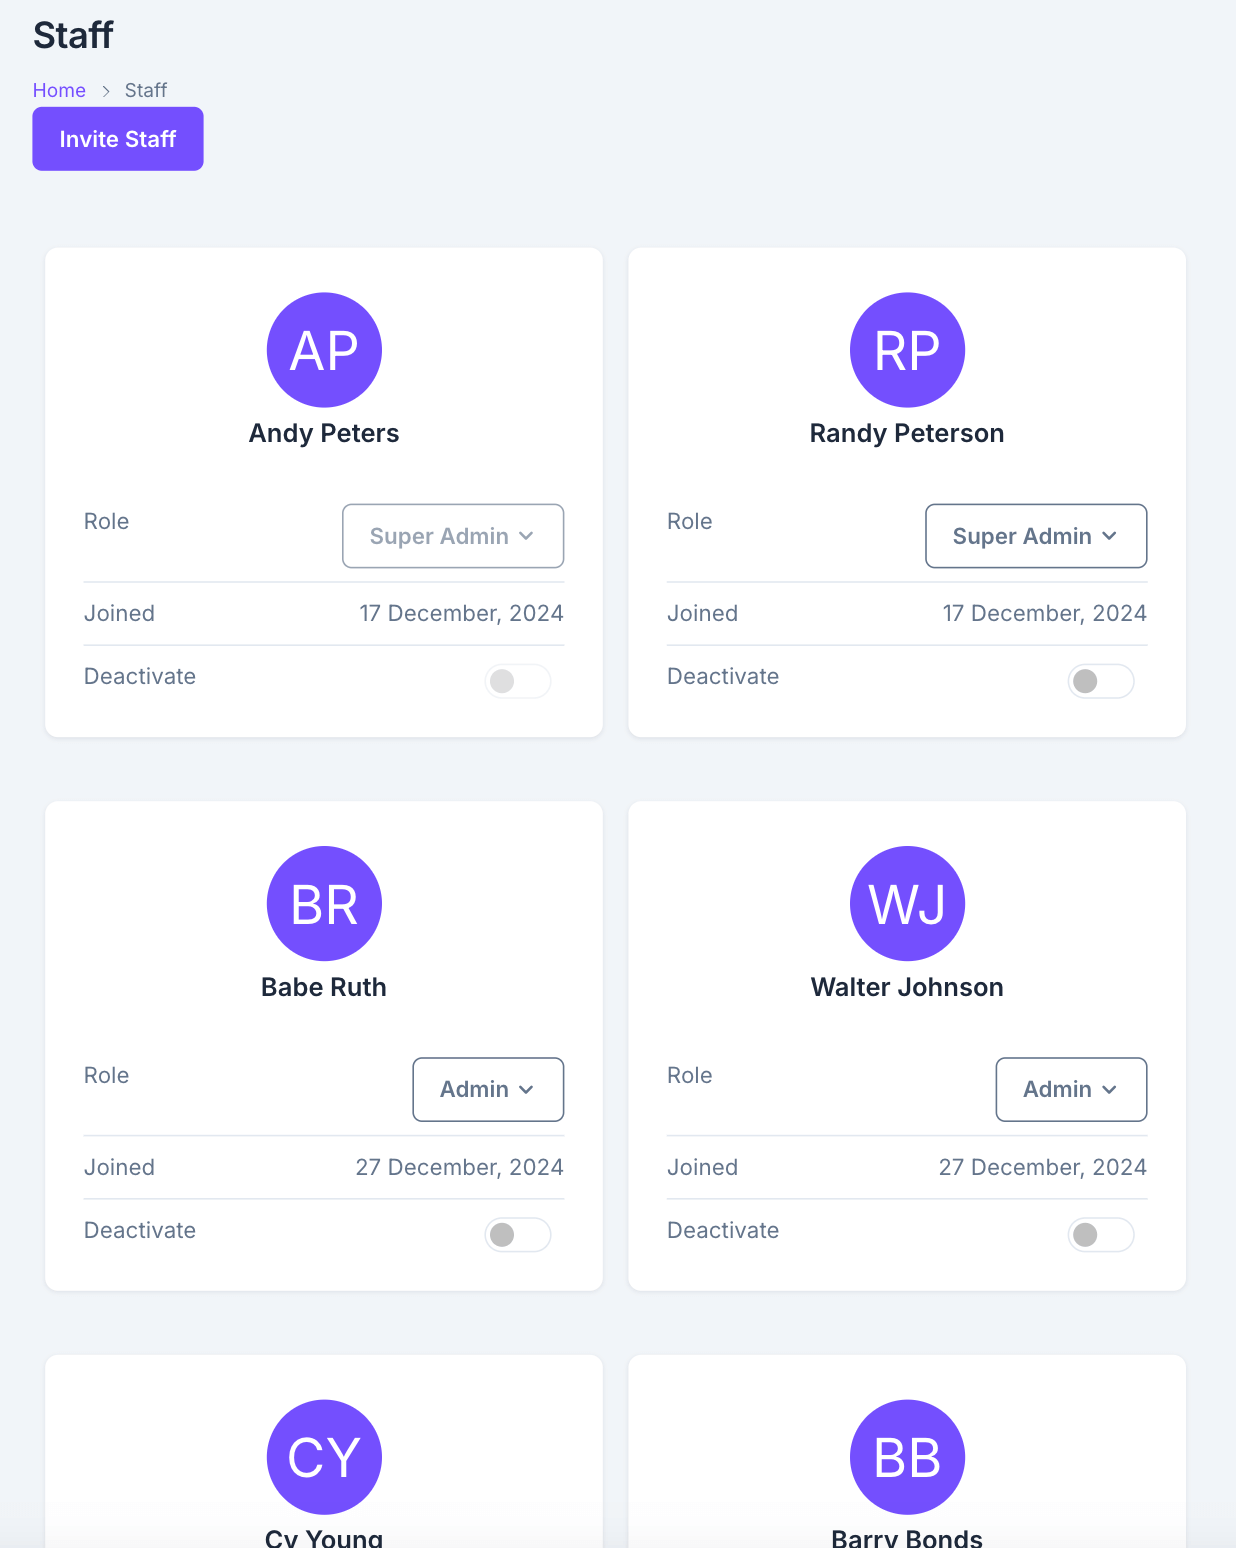 Staff
Home > Staff
Invite Staff
AP
Andy Peters
Role Super Admin
Joined 17 December, 2024
Deactivate
RP
Randy Peterson
Role Super Admin
Joined 17 December, 2024
Deactivate
BR
Babe Ruth
Role Admin
Joined 27 December, 2024
Deactivate
WJ
Walter Johnson
Role Admin
Joined 27 December, 2024
Deactivate
CY
Cy Young
BB
Barry Bonds